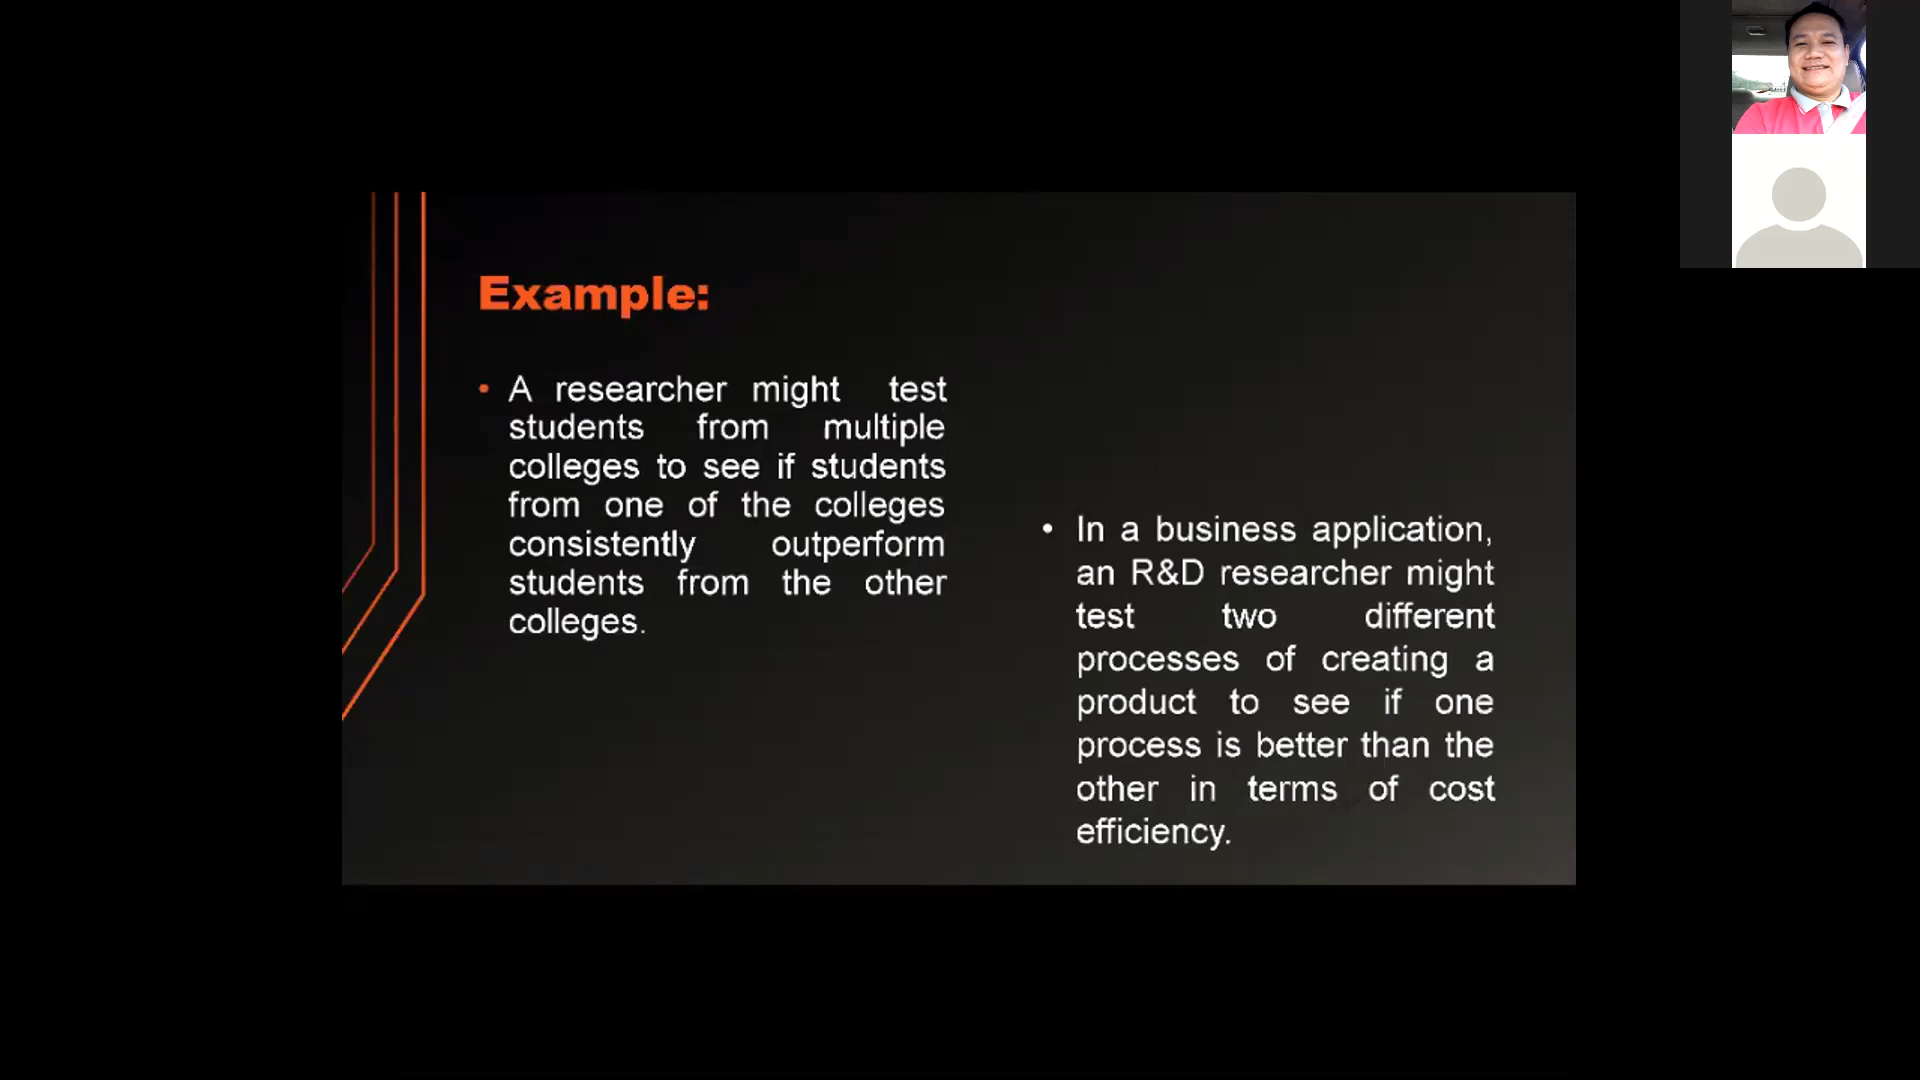 Example:
• A researcher might test
students from multiple
colleges to see if students
from one of the colleges
consistently outperform
students from the other
colleges.
• In a business application,
an R&D researcher might
test two different
processes of creating a
product to see if one
process is better than the
other in terms of cost
efficiency.